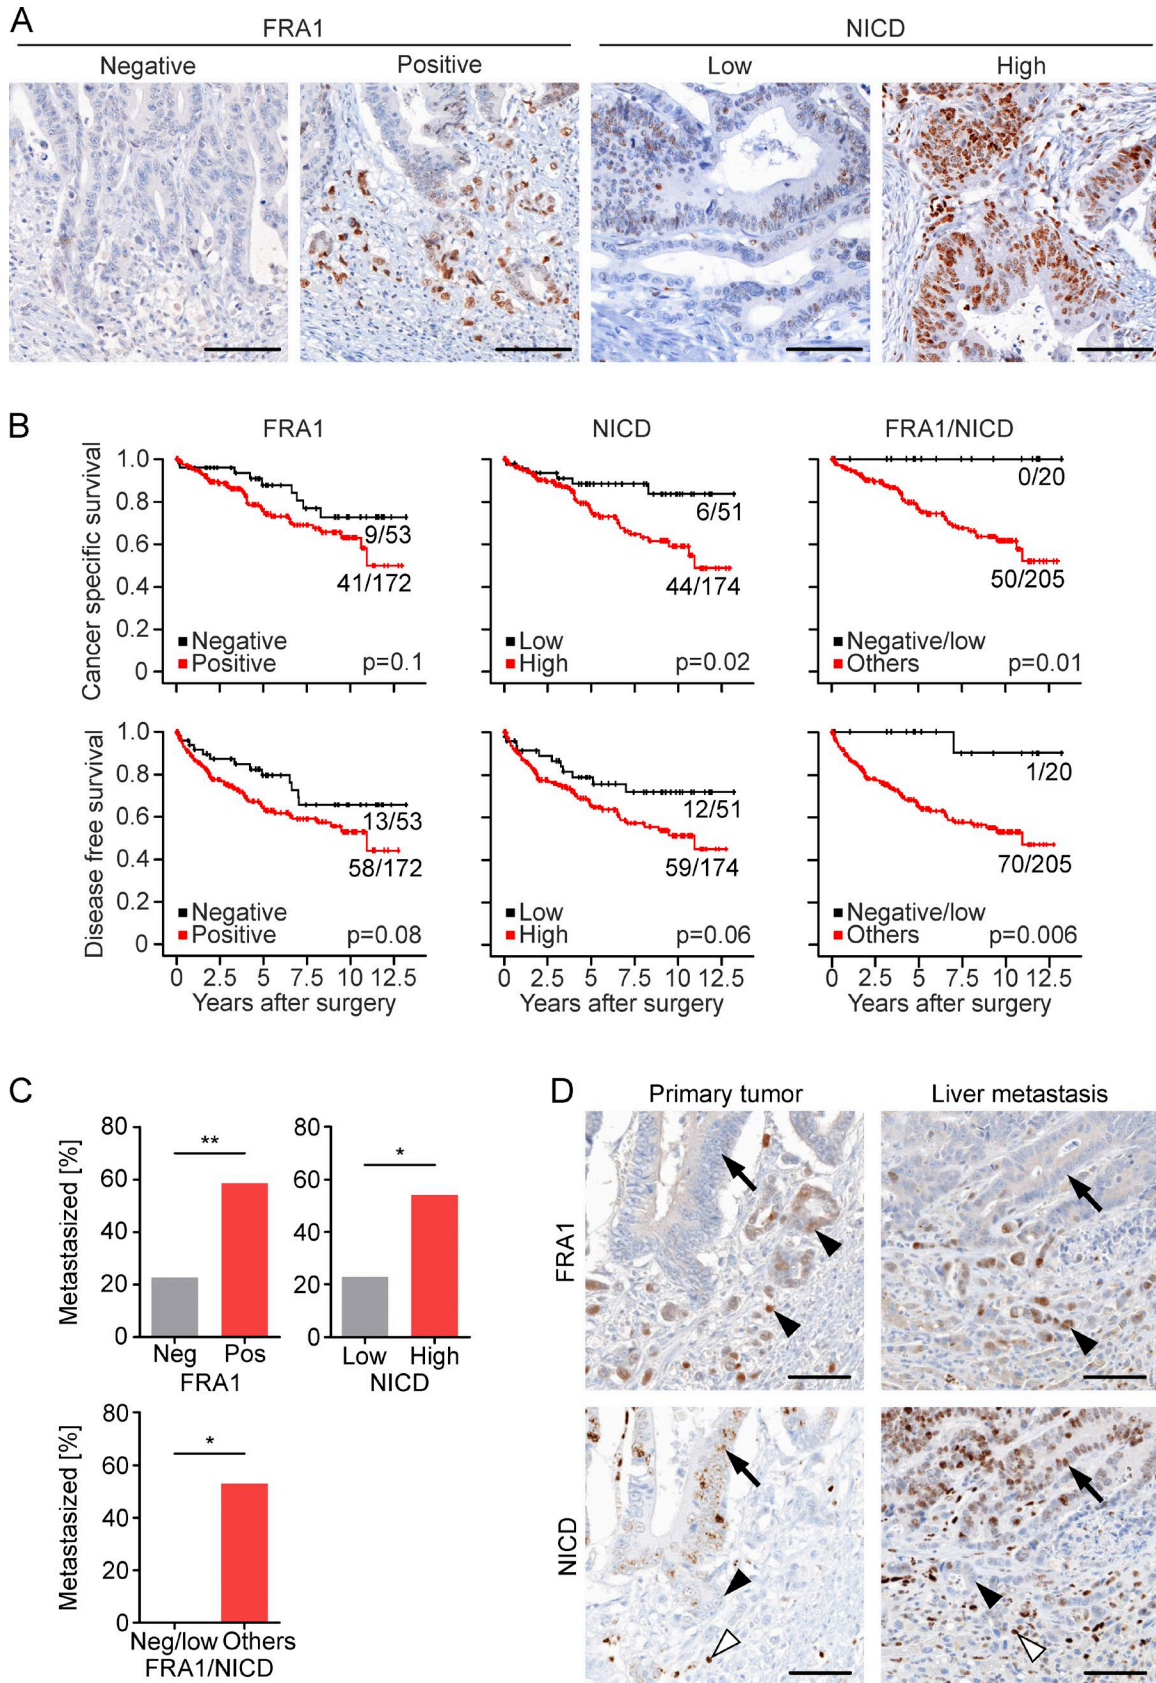 A
FRA1
NICD
Negative
Positive
Low
High
B
FRA1
NICD
FRA1/NICD
Cancer specific survival
1.0
0.8
0.6
0.4
0.2
0
9/53
41/172
Negative
Positive
p=0.1
6/51
44/174
Low
High
p=0.02
0/20
50/205
Negative/low
Others
p=0.01
Disease free survival
1.0
0.8
0.6
0.4
0.2
0
13/53
58/172
Negative
Positive
p=0.08
0 2.5 5 7.5 10 12.5
Years after surgery
12/51
59/174
Low
High
p=0.06
0 2.5 5 7.5 10 12.5
Years after surgery
1/20
70/205
Negative/low
Others
p=0.006
0 2.5 5 7.5 10 12.5
Years after surgery
C
Metastasized [%]
80
60
40
20
0
**
Neg Pos
FRA1
80
60
40
20
0
*
Low High
NICD
Metastasized [%]
80
60
40
20
0
*
Neg/low Others
FRA1/NICD
D
Primary tumor
Liver metastasis
FRA1
NICD